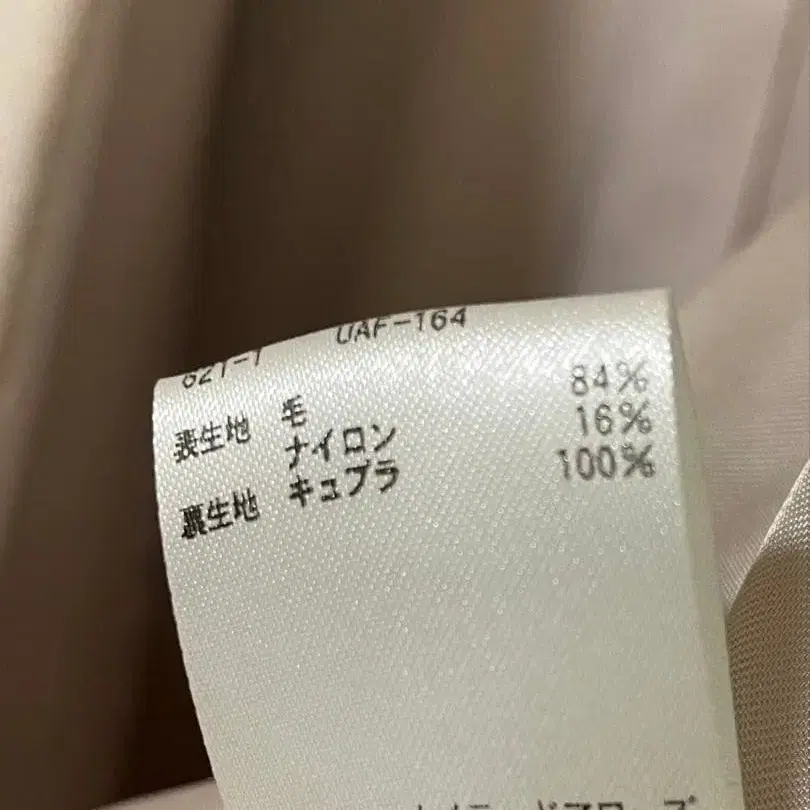 UAF-164
表生地 毛 84%
ナイロン 16%
裏生地 キュプラ 100%